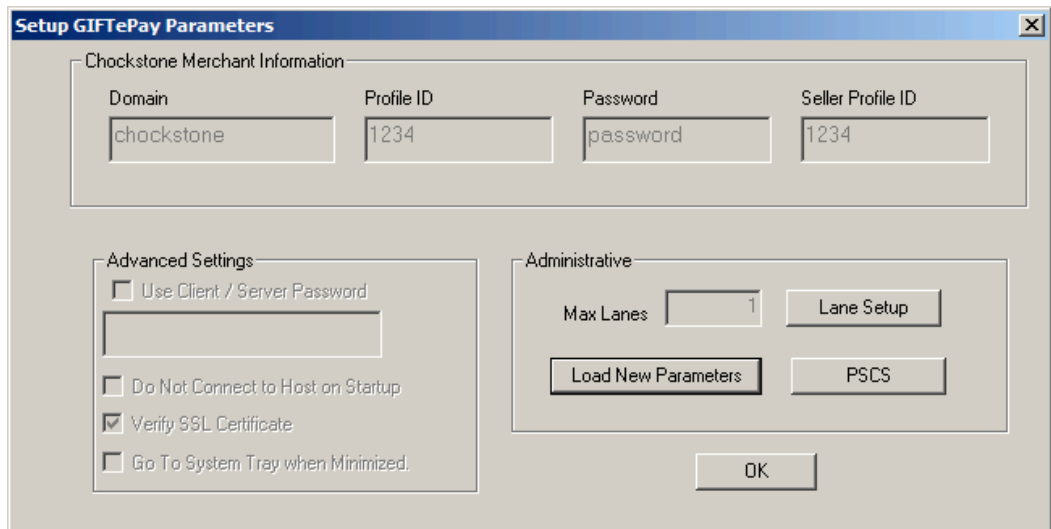 Setup GIFTePay Parameters
Chockstone Merchant Information
Domain Profile ID Password Seller Profile ID
chockstone 1234 password 1234
Advanced Settings
Use Client / Server Password
Do Not Connect to Host on Startup
Verify SSL Certificate
Go To System Tray when Minimized.
Administrative
Max Lanes 1 Lane Setup
Load New Parameters PSCS
OK